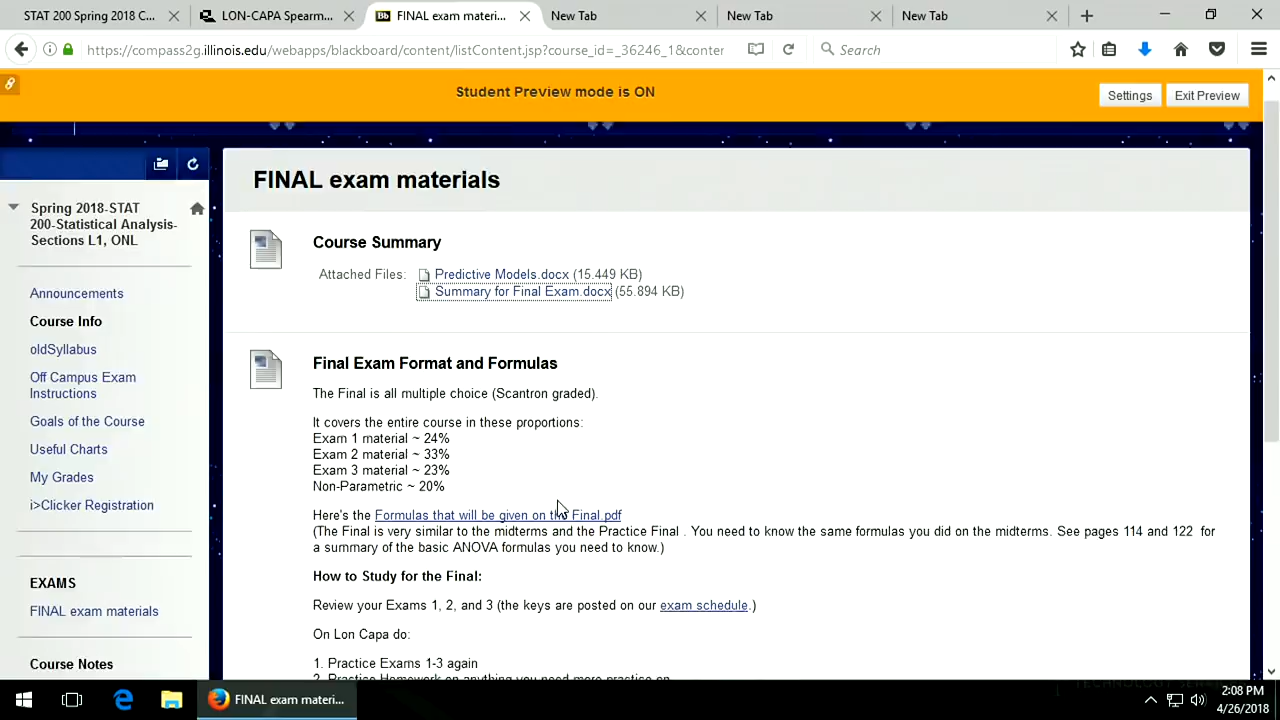 STAT 200 Spring 2018 C...
LON-CAPA Spearm...
FINAL exam materi...
New Tab
New Tab
New Tab
https://compass2g.illinois.edu/webapps/blackboard/content/listContent.jsp?course_id=_36246_1&conter
Search
Student Preview mode is ON
Settings
Exit Preview
Spring 2018-STAT
200-Statistical Analysis-
Sections L1, ONL
Announcements
Course Info
oldSyllabus
Off Campus Exam
Instructions
Goals of the Course
Useful Charts
My Grades
i>Clicker Registration
EXAMS
FINAL exam materials
Course Notes
FINAL exam materials
Course Summary
Attached Files: Predictive Models.docx (15.449 KB)
Summary for Final Exam.docx (55.894 KB)
Final Exam Format and Formulas
The Final is all multiple choice (Scantron graded).
It covers the entire course in these proportions:
Exam 1 material ~ 24%
Exam 2 material ~ 33%
Exam 3 material ~ 23%
Non-Parametric ~ 20%
Here's the Formulas that will be given on the Final.pdf
(The Final is very similar to the midterms and the Practice Final . You need to know the same formulas you did on the midterms. See pages 114 and 122 for
a summary of the basic ANOVA formulas you need to know.)
How to Study for the Final:
Review your Exams 1, 2, and 3 (the keys are posted on our exam schedule.)
On Lon Capa do:
1. Practice Exams 1-3 again
2. Practice Homework on anything you need more practice on
FINAL exam materi...
2:08 PM
4/26/2018